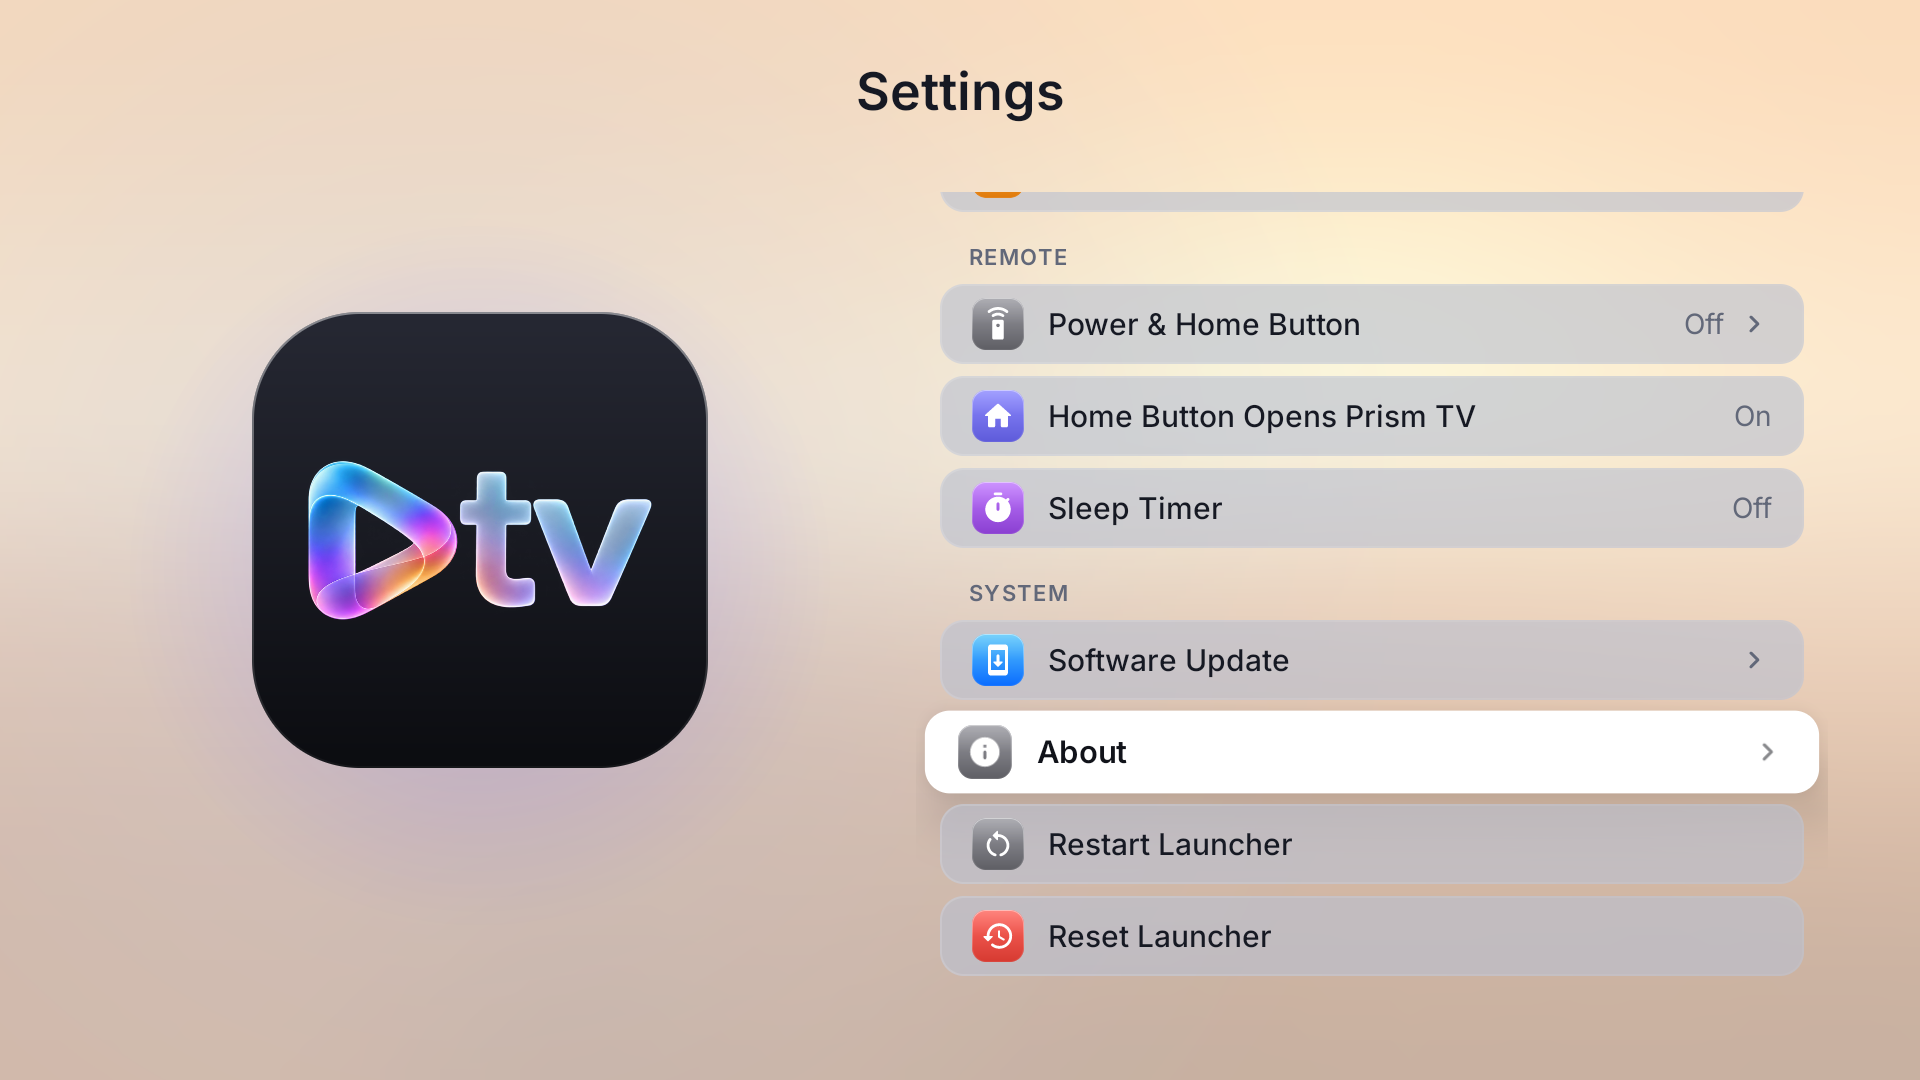 Settings
tv
REMOTE
Power & Home Button Off
Home Button Opens Prism TV On
Sleep Timer Off
SYSTEM
Software Update
About
Restart Launcher
Reset Launcher